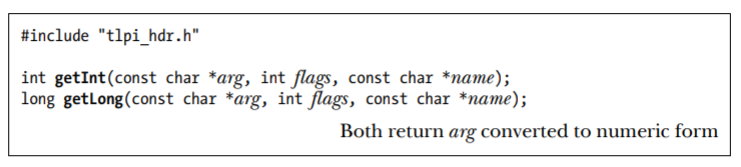 #include "tlpi_hdr.h"
int getInt(const char *arg, int flags, const char *name);
long getLong(const char *arg, int flags, const char *name);
Both return arg converted to numeric form